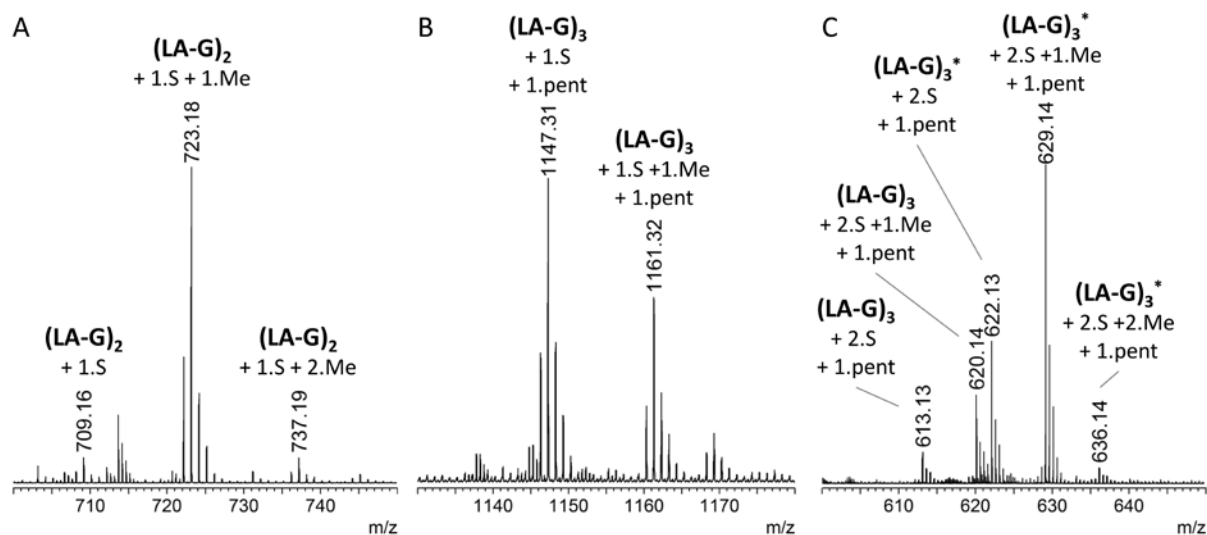 A
(LA-G)2
+ 1.S + 1.Me
723.18
(LA-G)2
+ 1.S
709.16
(LA-G)2
+ 1.S + 2.Me
737.19
710 720 730 740
m/z
B
(LA-G)3
+ 1.S
+ 1.pent
1147.31
(LA-G)3
+ 1.S +1.Me
+ 1.pent
1161.32
1140 1150 1160 1170
m/z
C
(LA-G)3*
+ 2.S +1.Me
+ 1.pent
629.14
(LA-G)3*
+ 2.S
+ 1.pent
622.13
(LA-G)3
+ 2.S +1.Me
+ 1.pent
620.14
(LA-G)3
+ 2.S
+ 1.pent
613.13
(LA-G)3*
+ 2.S +2.Me
+ 1.pent
636.14
610 620 630 640
m/z